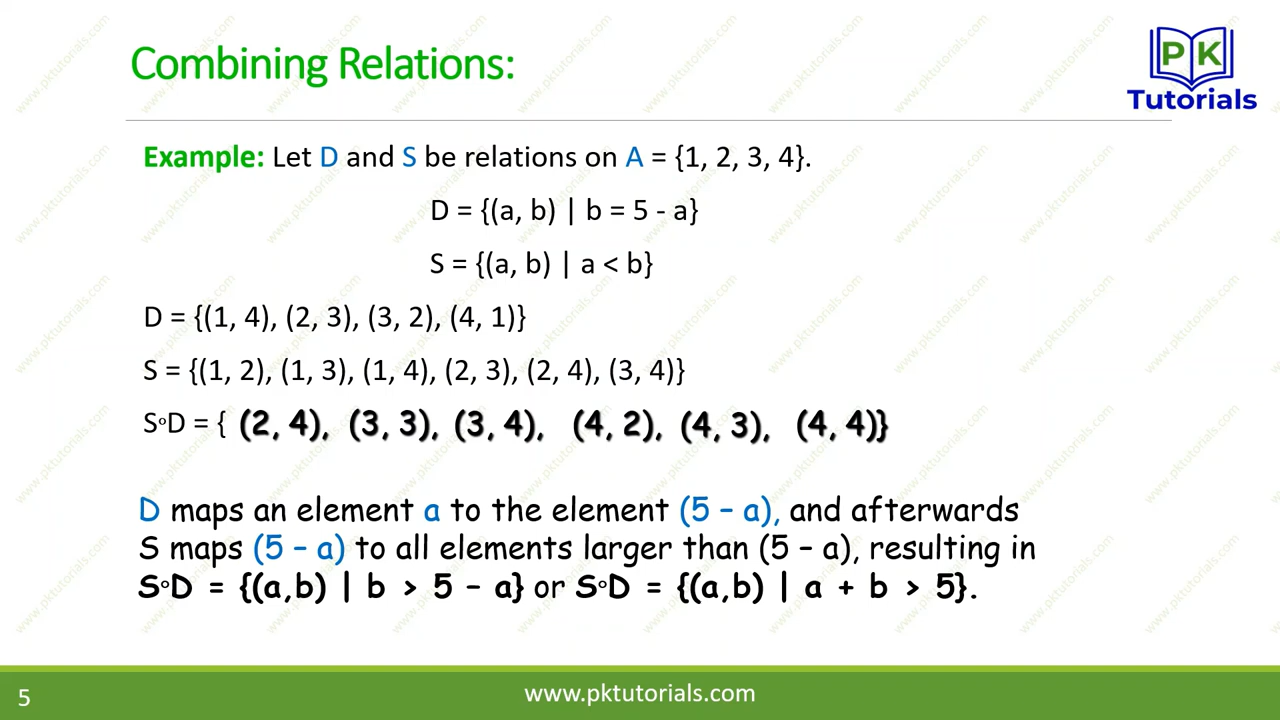 Combining Relations:
PK
Tutorials
Example: Let D and S be relations on A = {1, 2, 3, 4}.
D = {(a, b) | b = 5 - a}
S = {(a, b) | a < b}
D = {(1, 4), (2, 3), (3, 2), (4, 1)}
S = {(1, 2), (1, 3), (1, 4), (2, 3), (2, 4), (3, 4)}
S°D = { (2, 4), (3, 3), (3, 4), (4, 2), (4, 3), (4, 4)}
D maps an element a to the element (5 – a), and afterwards
S maps (5 – a) to all elements larger than (5 – a), resulting in
S°D = {(a,b) | b > 5 – a} or S°D = {(a,b) | a + b > 5}.
5
www.pktutorials.com